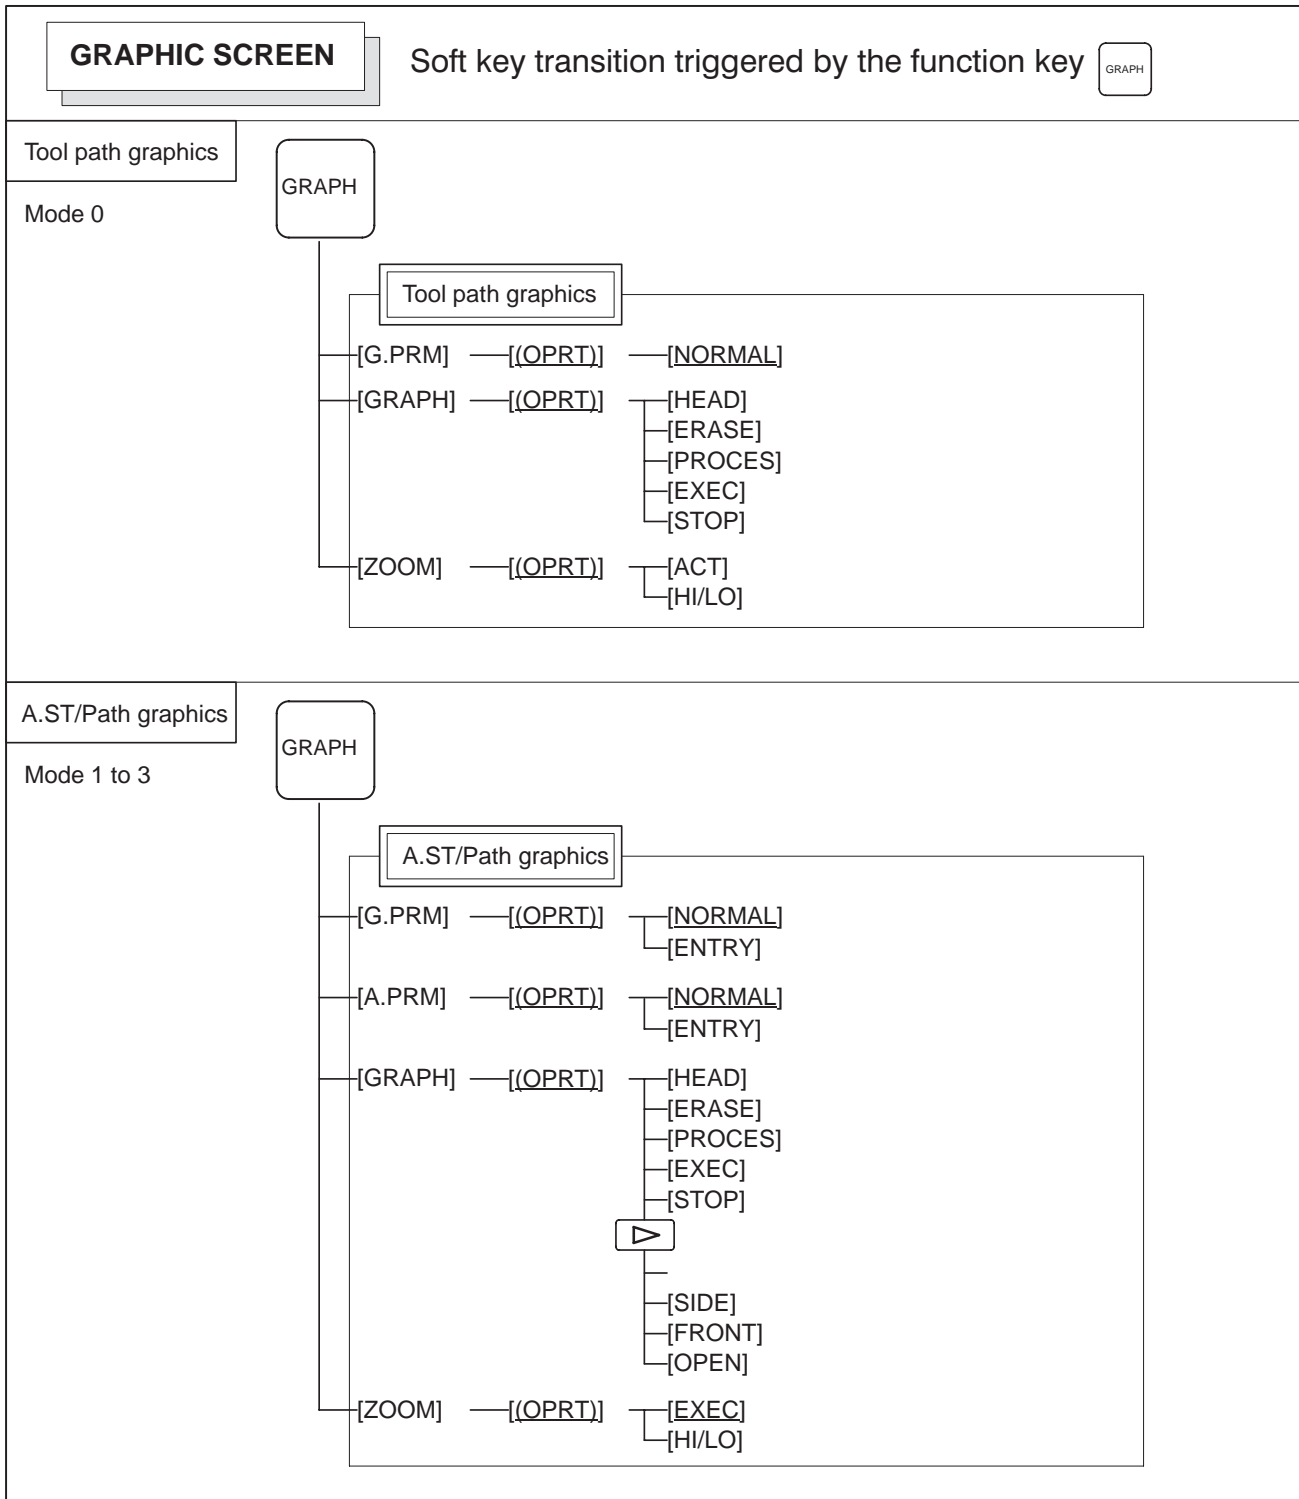 GRAPHIC SCREEN Soft key transition triggered by the function key GRAPH
Tool path graphics
Mode 0
GRAPH
Tool path graphics
[G.PRM] [(OPRT)] [NORMAL]
[GRAPH] [(OPRT)] [HEAD]
[ERASE]
[PROCES]
[EXEC]
[STOP]
[ZOOM] [(OPRT)] [ACT]
[HI/LO]
A.ST/Path graphics
Mode 1 to 3
GRAPH
A.ST/Path graphics
[G.PRM] [(OPRT)] [NORMAL]
[ENTRY]
[A.PRM] [(OPRT)] [NORMAL]
[ENTRY]
[GRAPH] [(OPRT)] [HEAD]
[ERASE]
[PROCES]
[EXEC]
[STOP]
[SIDE]
[FRONT]
[OPEN]
[ZOOM] [(OPRT)] [EXEC]
[HI/LO]